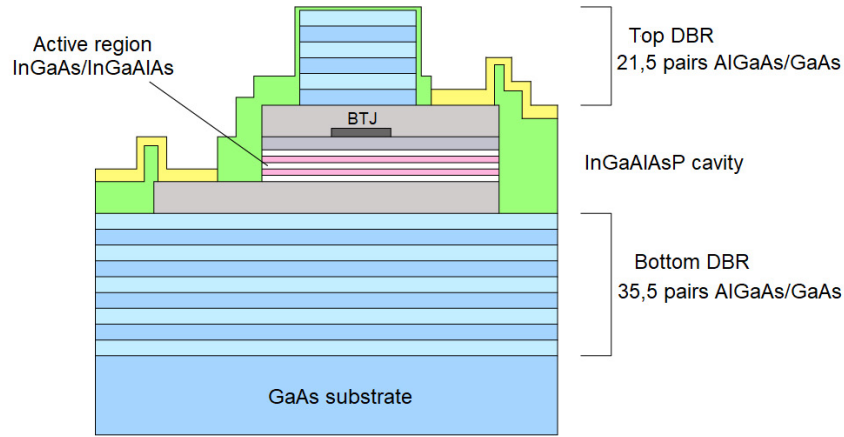 Active region
InGaAs/InGaAlAs
BTJ
Top DBR
21,5 pairs AlGaAs/GaAs
InGaAlAsP cavity
Bottom DBR
35,5 pairs AlGaAs/GaAs
GaAs substrate